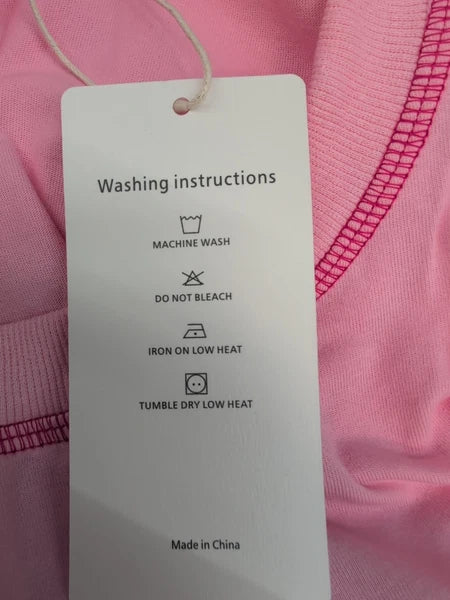 Washing instructions
MACHINE WASH
DO NOT BLEACH
IRON ON LOW HEAT
TUMBLE DRY LOW HEAT
Made in China